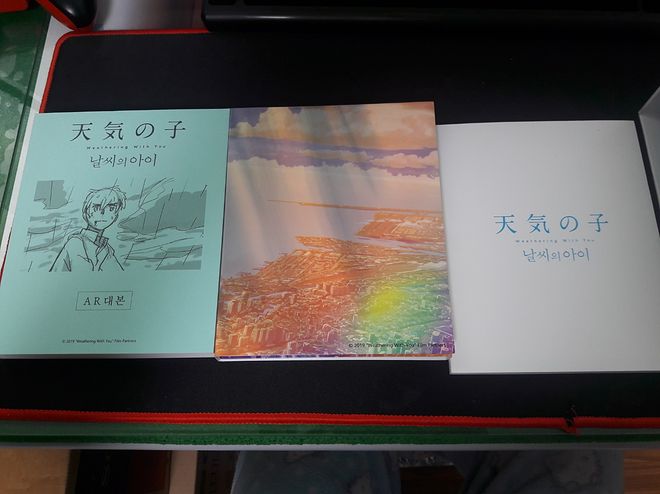 天気の子
Weathering With You
날씨의 아이
AR 대본
© 2019 "Weathering With You" Film Partners
© 2019 "Weathering With You" Film Partners
天気の子
Weathering With You
날씨의 아이